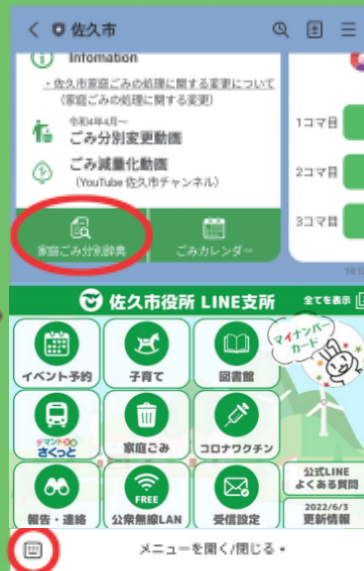 佐久市
Infomation
・佐久市家庭ごみの処理に関する変更について
(家庭ごみの処理に関する変更)
令和4年4月～
ごみ分別変更動画
ごみ減量化動画
(YouTube 佐久市チャンネル)
1コマ目
2コマ目
3コマ目
家庭ごみ分別辞典
ごみカレンダー
佐久市役所 LINE支所
全てを表示
イベント予約
子育て
図書館
マイナンバー
カード
デマンド
さくっと
家庭ごみ
コロナワクチン
報告・連絡
FREE
公衆無線LAN
受信設定
公式LINE
よくある質問
2022/6/3
更新情報
メニューを開く/閉じる